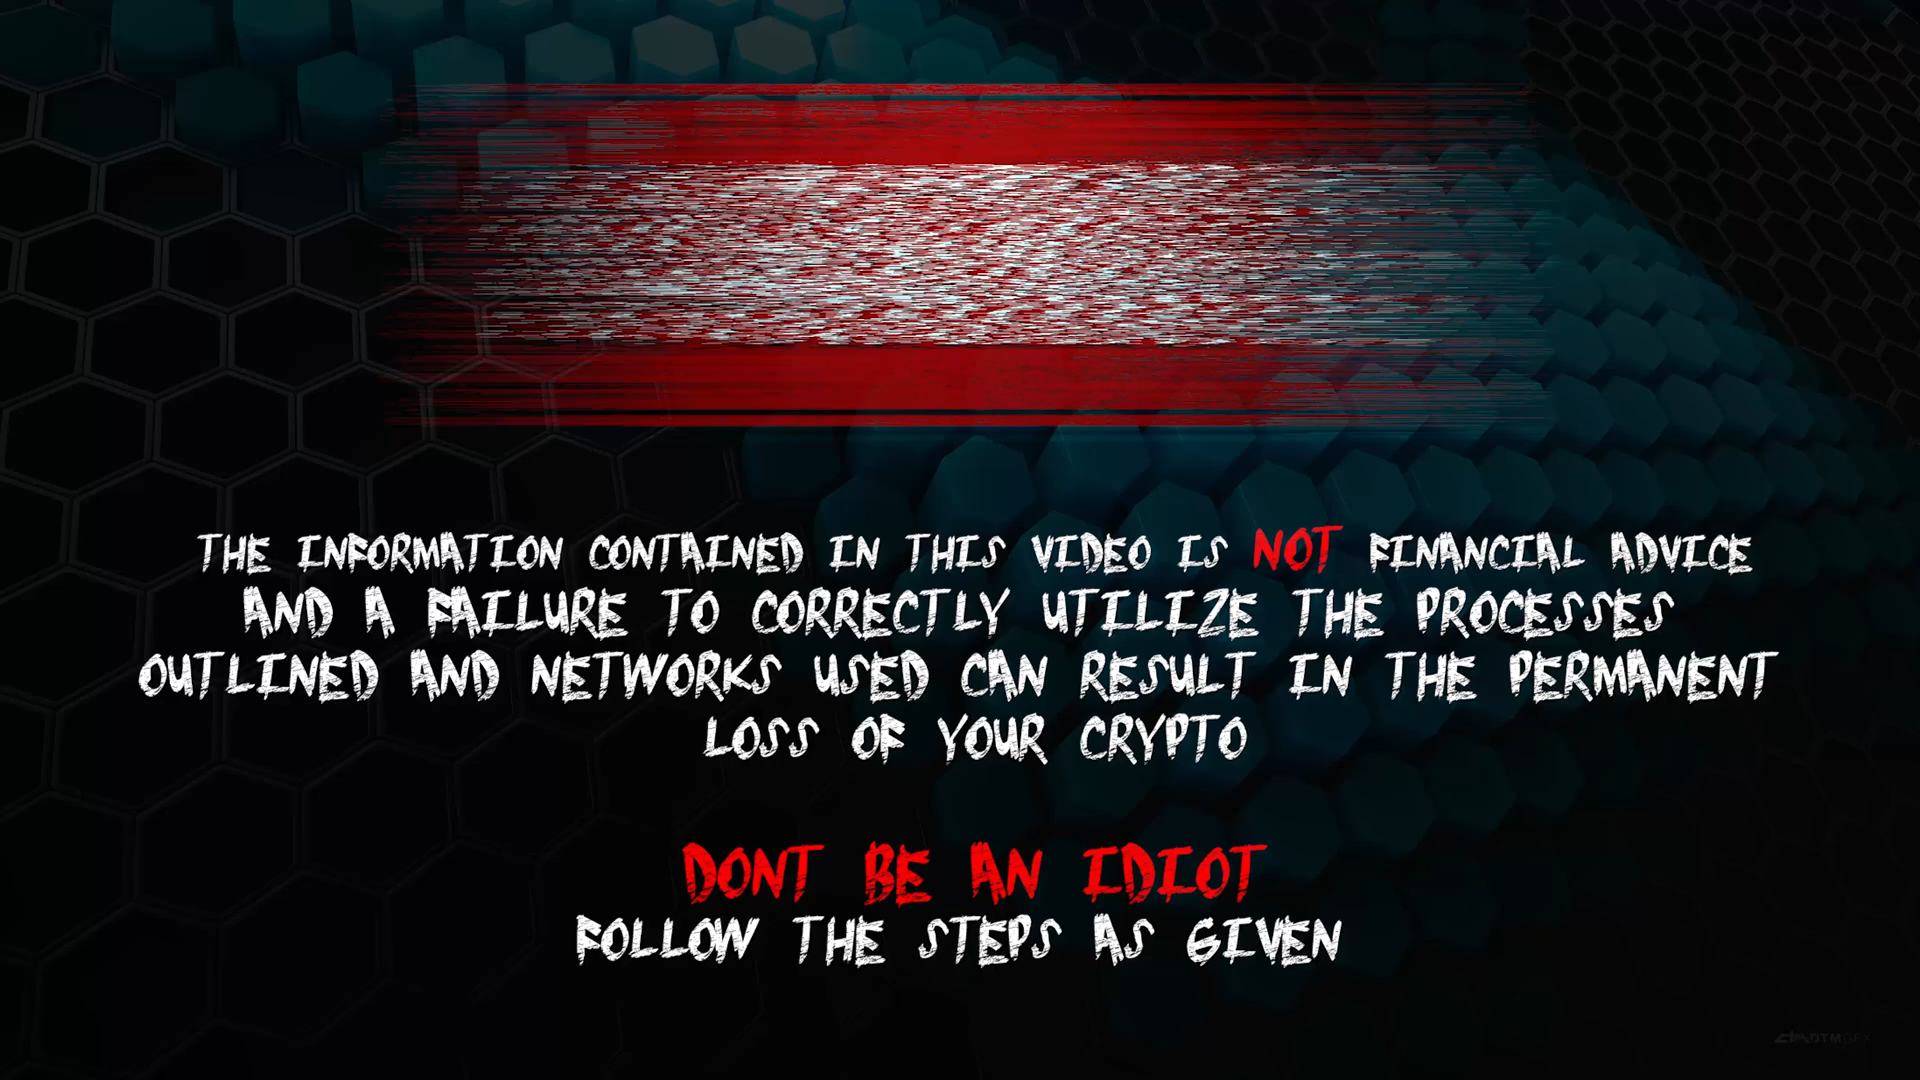 THE INFORMATION CONTAINED IN THIS VIDEO IS NOT FINANCIAL ADVICE
AND A FAILURE TO CORRECTLY UTILIZE THE PROCESSES
OUTLINED AND NETWORKS USED CAN RESULT IN THE PERMANENT
LOSS OF YOUR CRYPTO
DONT BE AN IDIOT
FOLLOW THE STEPS AS GIVEN